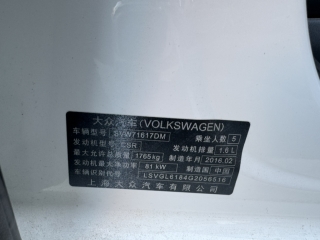 大众汽车(VOLKSWAGEN)
车辆型号 SVW71617DM 乘坐人数 5
发动机型号 CSR 发动机排量 1.6 L
最大允许总质量 1765kg 制造年月 2016.02
发动机最大净功率 81 kW 制造国 中国
车辆识别代号
上海大众汽车有限公司